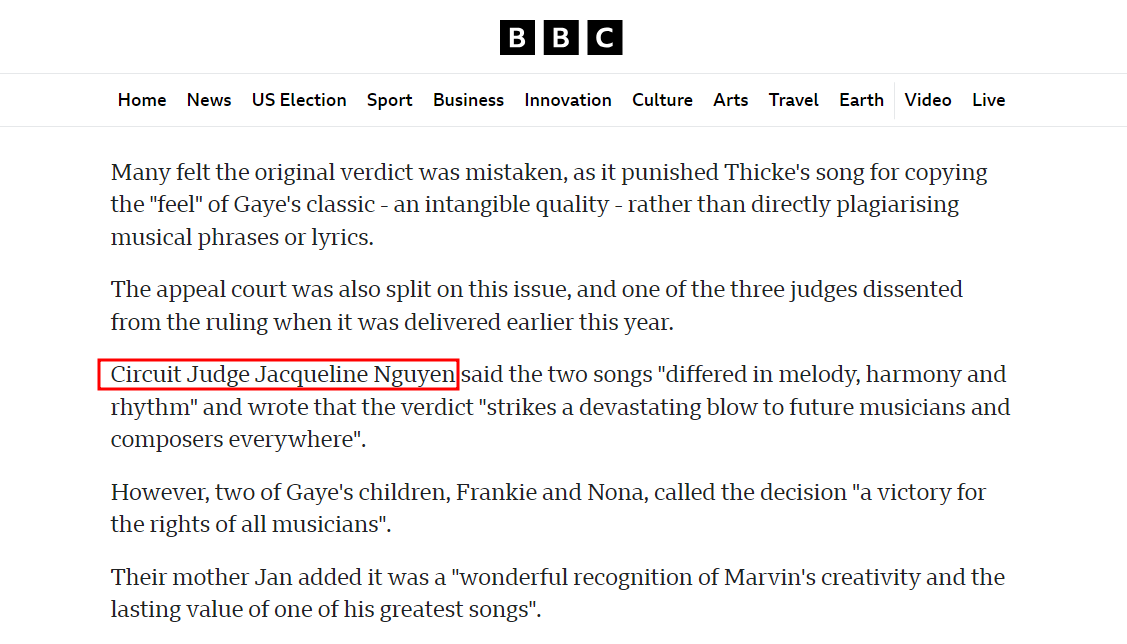 BBC
Home News US Election Sport Business Innovation Culture Arts Travel Earth Video Live
Many felt the original verdict was mistaken, as it punished Thicke's song for copying
the "feel" of Gaye's classic - an intangible quality - rather than directly plagiarising
musical phrases or lyrics.
The appeal court was also split on this issue, and one of the three judges dissented
from the ruling when it was delivered earlier this year.
Circuit Judge Jacqueline Nguyen said the two songs "differed in melody, harmony and
rhythm" and wrote that the verdict "strikes a devastating blow to future musicians and
composers everywhere".
However, two of Gaye's children, Frankie and Nona, called the decision "a victory for
the rights of all musicians".
Their mother Jan added it was a "wonderful recognition of Marvin's creativity and the
lasting value of one of his greatest songs".